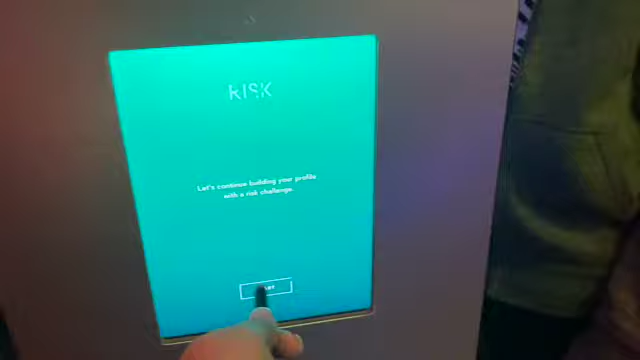 RISK
Let's continue building your profile
with a risk challenge.